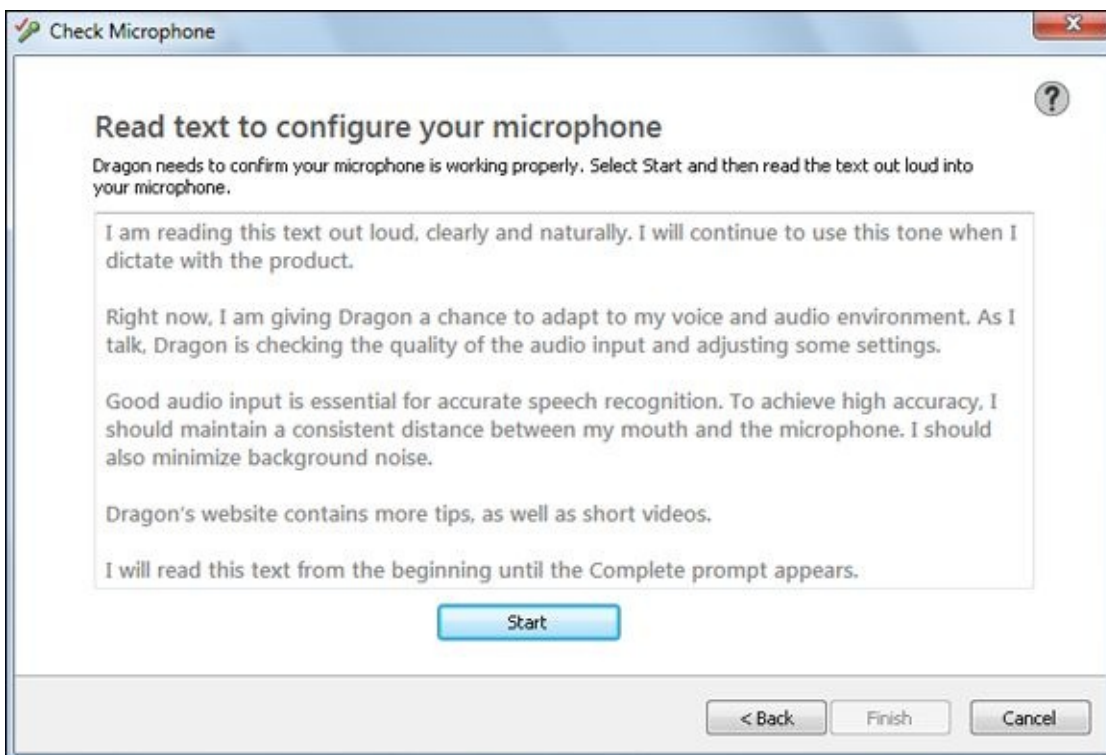 Check Microphone
x
?
Read text to configure your microphone
Dragon needs to confirm your microphone is working properly. Select Start and then read the text out loud into
your microphone.
I am reading this text out loud, clearly and naturally. I will continue to use this tone when I
dictate with the product.
Right now, I am giving Dragon a chance to adapt to my voice and audio environment. As I
talk, Dragon is checking the quality of the audio input and adjusting some settings.
Good audio input is essential for accurate speech recognition. To achieve high accuracy, I
should maintain a consistent distance between my mouth and the microphone. I should
also minimize background noise.
Dragon's website contains more tips, as well as short videos.
I will read this text from the beginning until the Complete prompt appears.
Start
< Back Finish Cancel